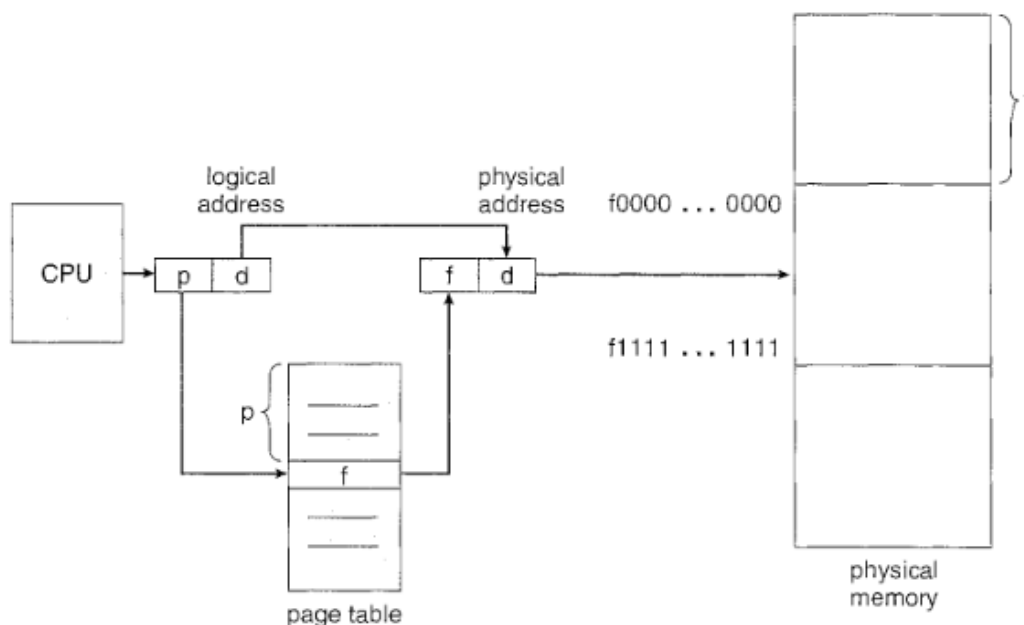 logical
address
physical
address
f0000 ... 0000
CPU
p
d
f
d
f1111 ... 1111
p
f
page table
physical
memory